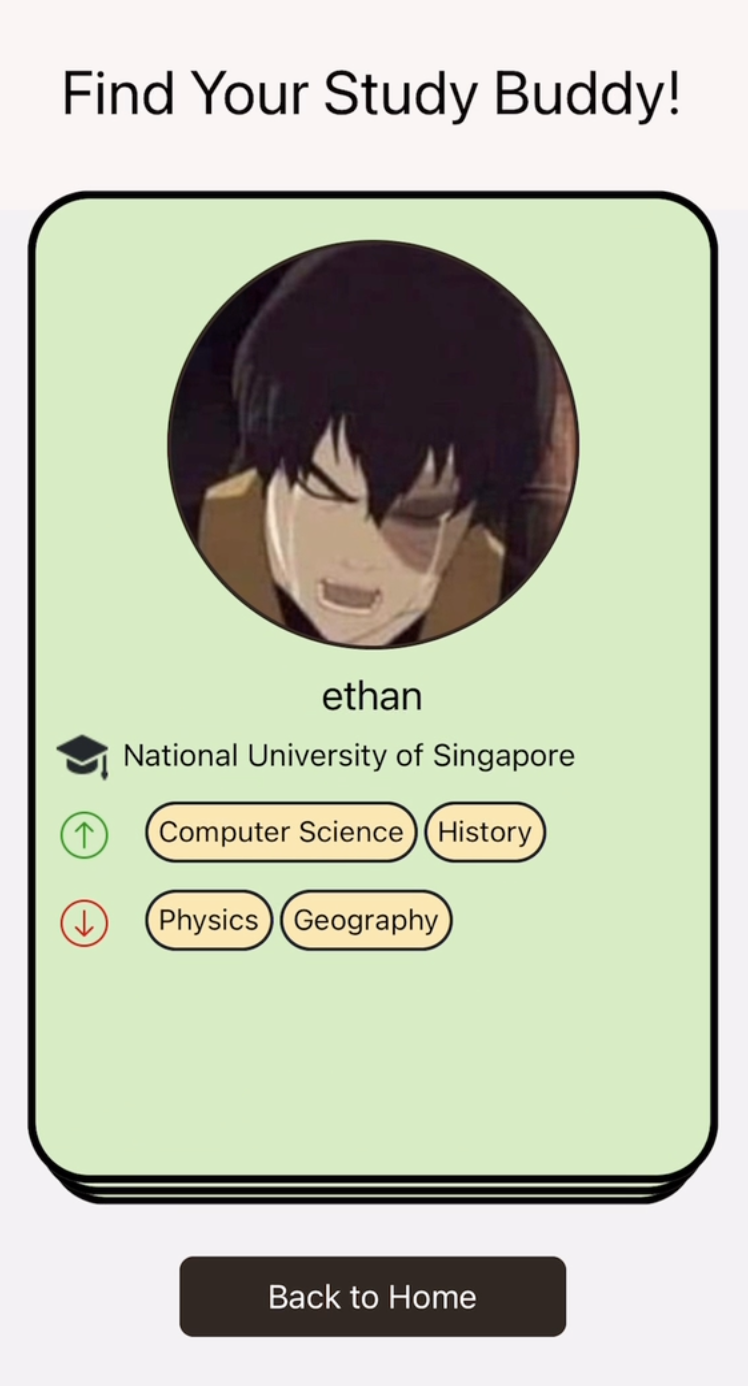 Find Your Study Buddy!
ethan
National University of Singapore
Computer Science History
Physics Geography
Back to Home